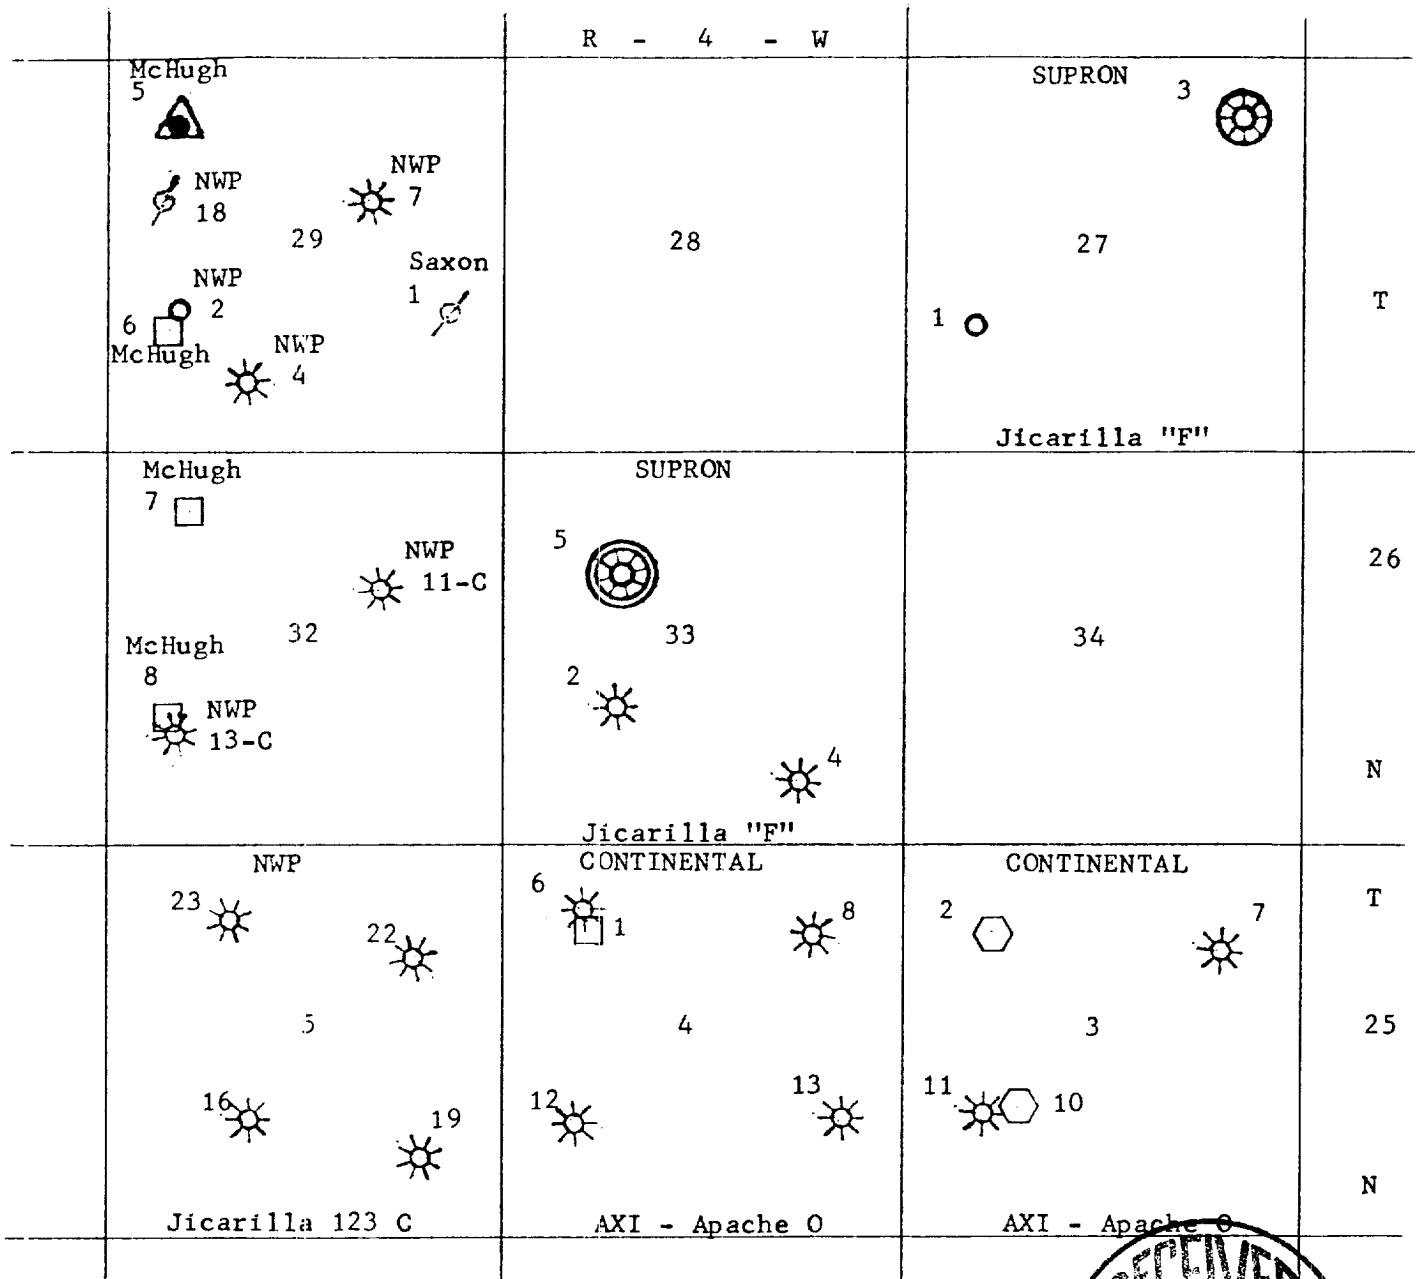 R - 4 - W
McHugh
5
NWP
18
NWP
7
29
Saxon
1
NWP
2
6
McHugh
NWP
4
28
SUPRON
3
27
1
Jicarilla "F"
T
McHugh
7
NWP
11-C
32
McHugh
8
NWP
13-C
SUPRON
5
33
2
4
Jicarilla "F"
34
26
N
NWP
23
22
5
16
19
Jicarilla 123 C
CONTINENTAL
6
1
8
4
12
13
AXI - Apache O
CONTINENTAL
2
7
3
11
10
AXI - Apache O
T
25
N
RECEIVED